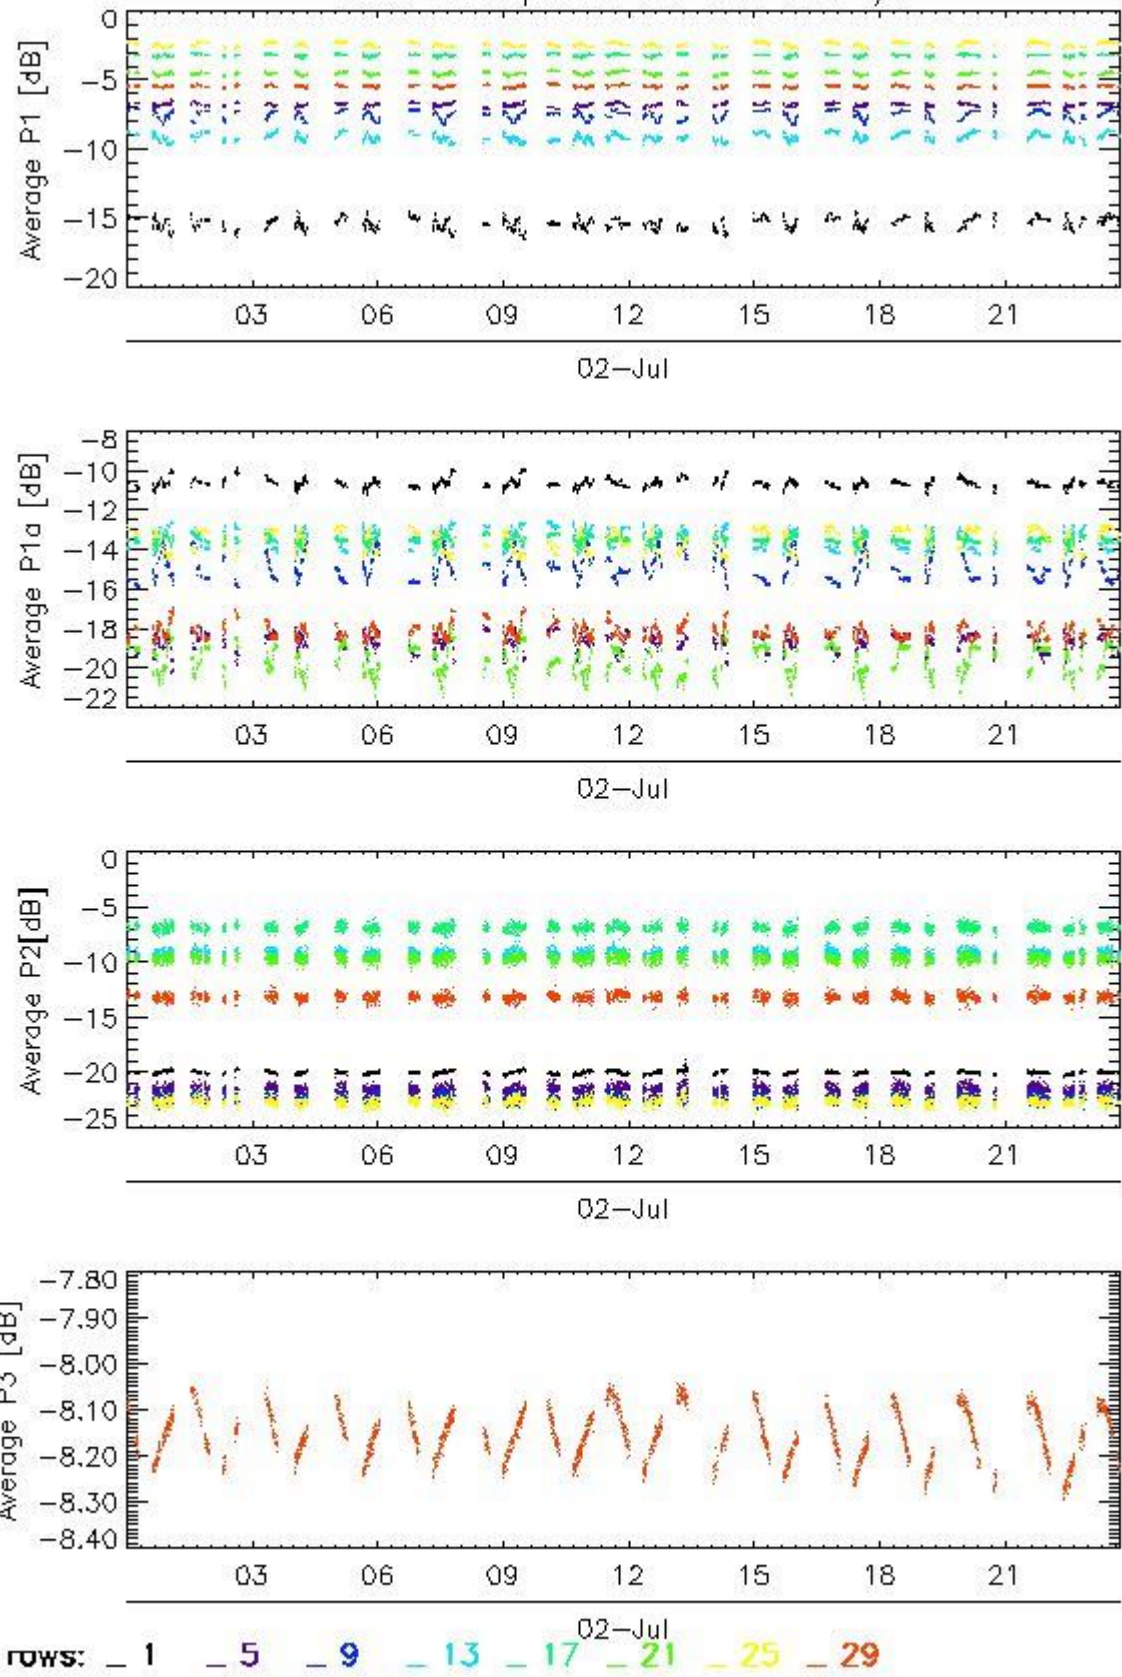 0
−5
−10
−15
−20
Average P1 [dB]
03 06 09 12 15 18 21
02−Jul
−8
−10
−12
−14
−16
−18
−20
−22
Average P1a [dB]
03 06 09 12 15 18 21
02−Jul
0
−5
−10
−15
−20
−25
Average P2[dB]
03 06 09 12 15 18 21
02−Jul
−7.80
−7.90
−8.00
−8.10
−8.20
−8.30
−8.40
Average P3 [dB]
03 06 09 12 15 18 21
02−Jul
rows: _ 1 _ 5 _ 9 _ 13 _ 17 _ 21 _ 25 _ 29